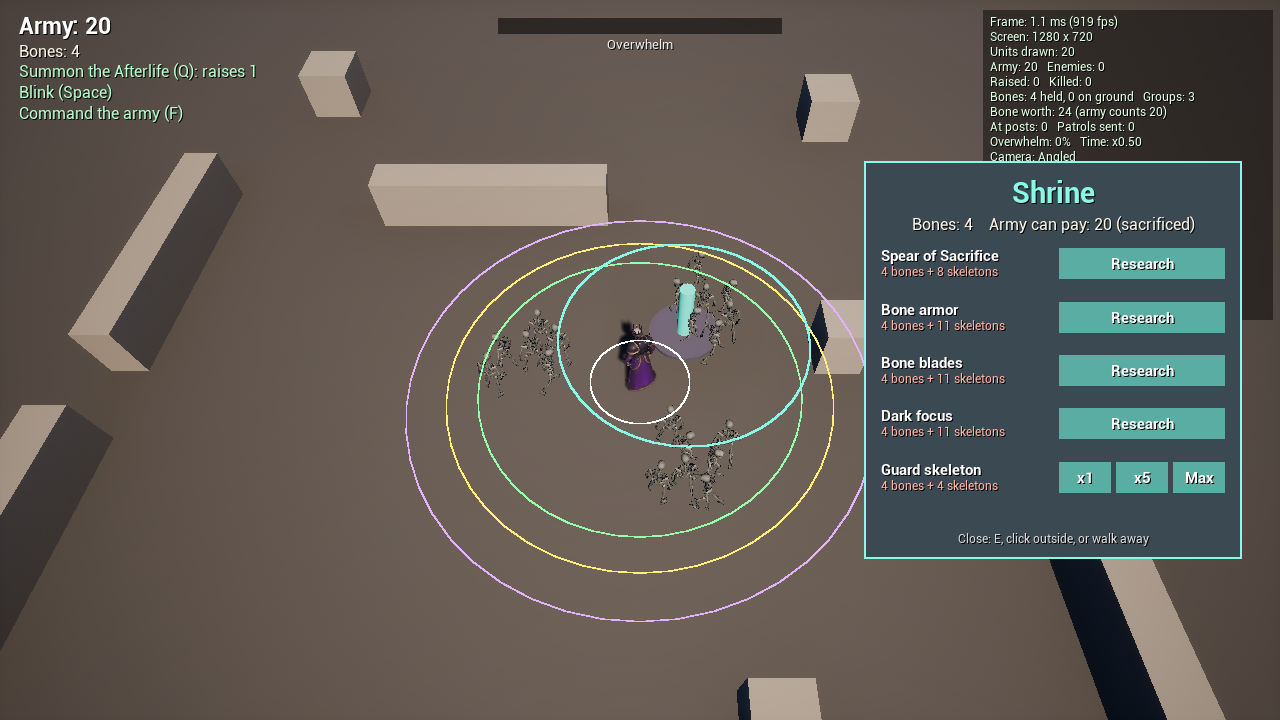 Army: 20
Bones: 4
Summon the Afterlife (Q): raises 1
Blink (Space)
Command the army (F)
Overwhelm
Frame: 1.1 ms (919 fps)
Screen: 1280 x 720
Units drawn: 20
Army: 20 Enemies: 0
Raised: 0 Killed: 0
Bones: 4 held, 0 on ground Groups: 3
Bone worth: 24 (army counts 20)
At posts: 0 Patrols sent: 0
Overwhelm: 0% Time: x0.50
Camera: Angled
Shrine
Bones: 4 Army can pay: 20 (sacrificed)
Spear of Sacrifice
4 bones + 8 skeletons
Research
Bone armor
4 bones + 11 skeletons
Research
Bone blades
4 bones + 11 skeletons
Research
Dark focus
4 bones + 11 skeletons
Research
Guard skeleton
4 bones + 4 skeletons
x1 x5 Max
Close: E, click outside, or walk away